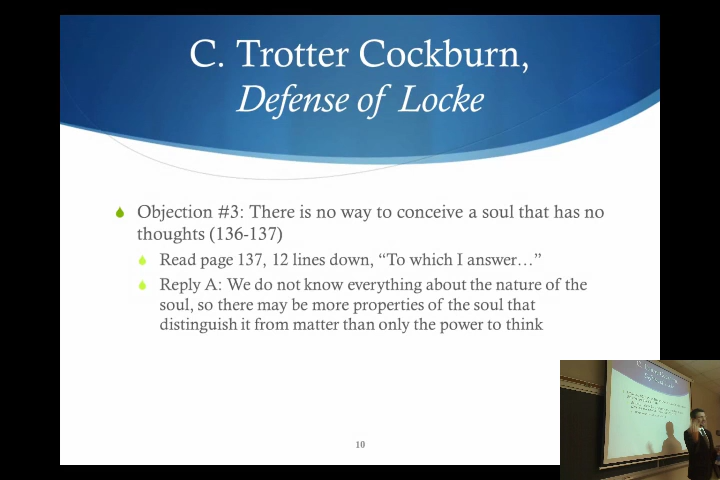 C. Trotter Cockburn,
Defense of Locke
Objection #3: There is no way to conceive a soul that has no
thoughts (136-137)
Read page 137, 12 lines down, “To which I answer…”
Reply A: We do not know everything about the nature of the
soul, so there may be more properties of the soul that
distinguish it from matter than only the power to think
10